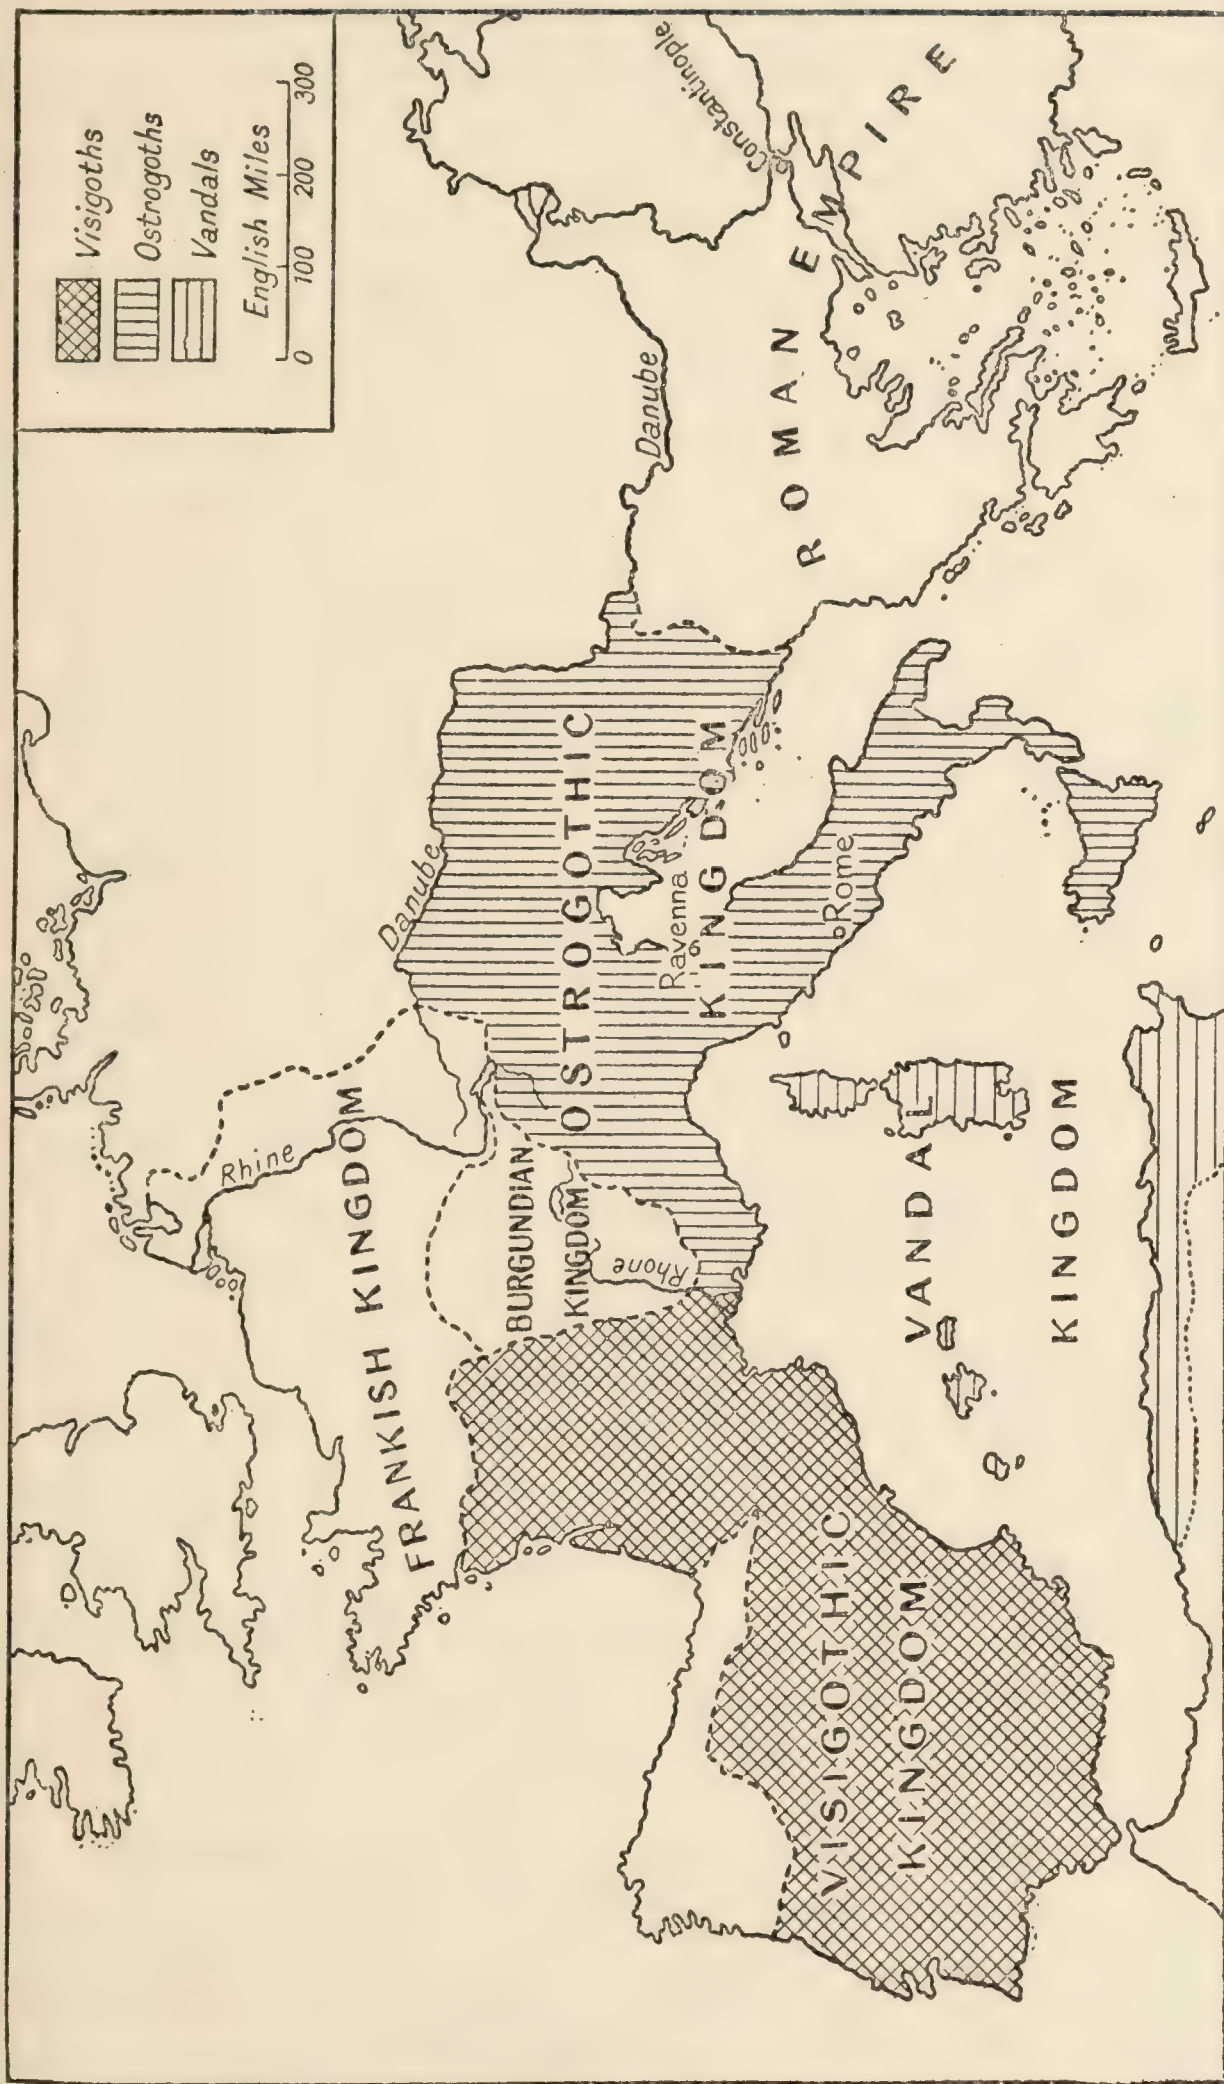 Visigoths
Ostrogoths
Vandals
English Miles
0 100 200 300
Constantinople
Danube
ROMAN EMPIRE
Danube
OSTROGOTHIC
KINGDOM
Ravenna
Rome
Rhine
FRANKISH KINGDOM
BURGUNDIAN
KINGDOM
Rhone
VANDAL
KINGDOM
VISIGOTHIC
KINGDOM